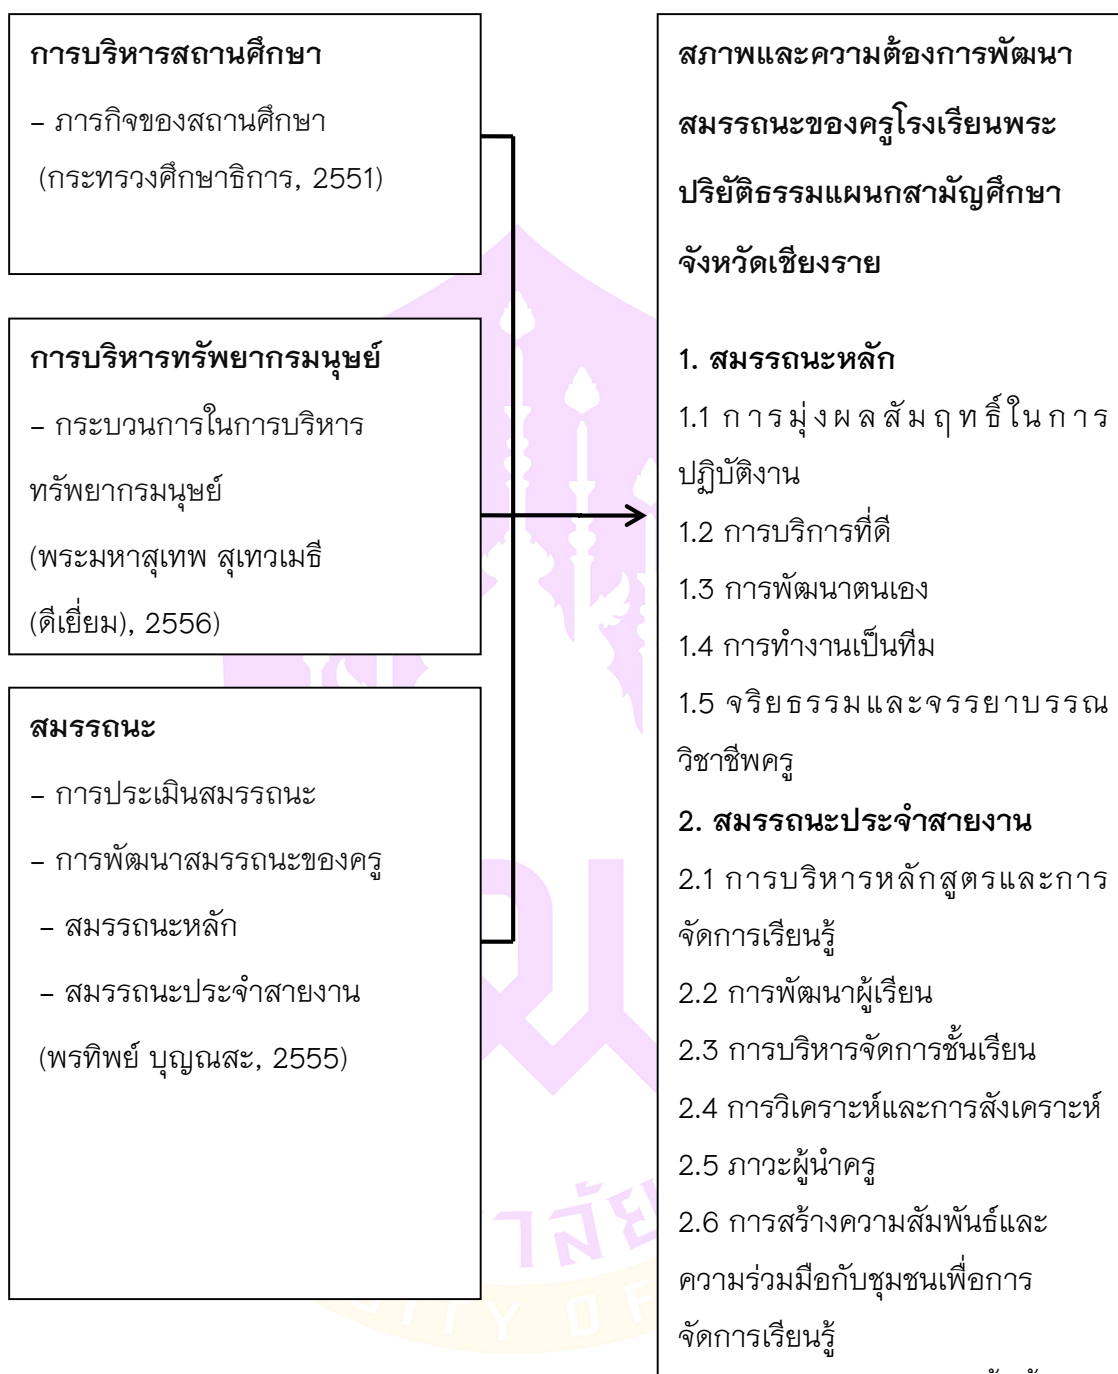 การบริหารสถานศึกษา
– ภารกิจของสถานศึกษา
(กระทรวงศึกษาธิการ, 2551)
การบริหารทรัพยากรมนุษย์
– กระบวนการในการบริหาร
ทรัพยากรมนุษย์
(พระมหาสุเทพ สุเทวเมธี
(ดีเยี่ยม), 2556)
สมรรถนะ
– การประเมินสมรรถนะ
– การพัฒนาสมรรถนะของครู
– สมรรถนะหลัก
– สมรรถนะประจำสายงาน
(พรทิพย์ บุญณสะ, 2555)
สภาพและความต้องการพัฒนา
สมรรถนะของครูโรงเรียนพระ
ปริยัติธรรมแผนกสามัญศึกษา
จังหวัดเชียงราย
1. สมรรถนะหลัก
1.1 การมุ่งผลสัมฤทธิ์ในการ
ปฏิบัติงาน
1.2 การบริการที่ดี
1.3 การพัฒนาตนเอง
1.4 การทำงานเป็นทีม
1.5 จริยธรรมและจรรยาบรรณ
วิชาชีพครู
2. สมรรถนะประจำสายงาน
2.1 การบริหารหลักสูตรและการ
จัดการเรียนรู้
2.2 การพัฒนาผู้เรียน
2.3 การบริหารจัดการชั้นเรียน
2.4 การวิเคราะห์และการสังเคราะห์
2.5 ภาวะผู้นำครู
2.6 การสร้างความสัมพันธ์และ
ความร่วมมือกับชุมชนเพื่อการ
จัดการเรียนรู้